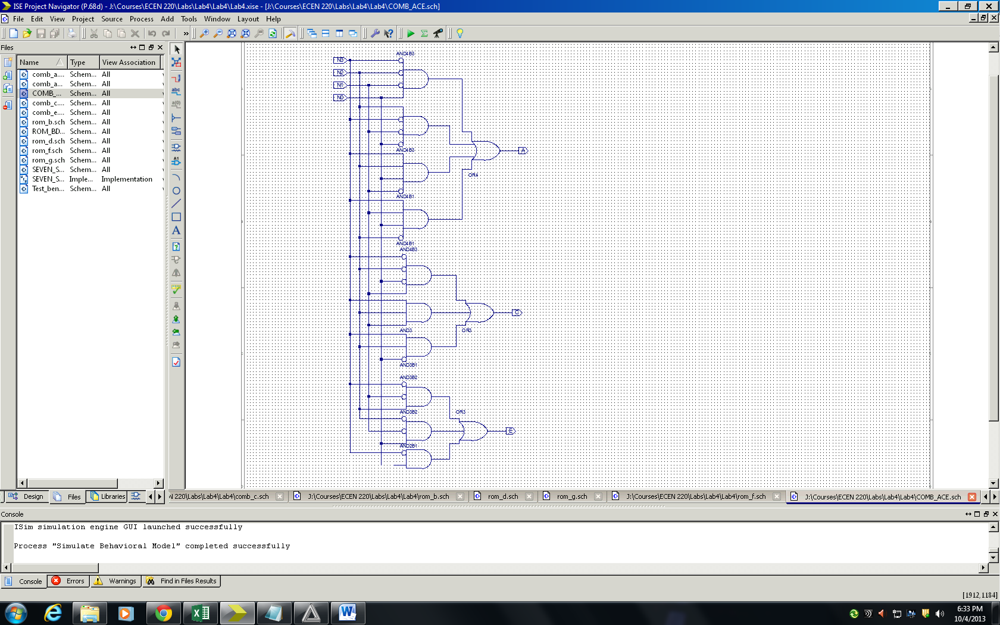 ISE Project Navigator (P.68d) - J:\Courses\ECEN 220\Labs\Lab4\Lab4\Lab4.xise - [J:\Courses\ECEN 220\Labs\Lab4\Lab4\COMB_ACE.sch]
File Edit View Project Source Process Add Tools Window Layout Help
Files
Name Type View Association
comb_a.... Schem... All
comb_a... Schem... All
COMB_... Schem... All
comb_c.... Schem... All
comb_e.... Schem... All
rom_b.sch Schem... All
ROM_BD... Schem... All
rom_d.sch Schem... All
rom_f.sch Schem... All
rom_g.sch Schem... All
SEVEN_S... Schem... All
SEVEN_S... Imple... Implementation
Test_ben... Schem... All
abc
a(0)
A1
A
AND4B3
N3
N2
N1
N0
AND4B3
A
OR4
AND4B1
AND4B1
AND4B3
C
AND3
OR3
AND3B1
AND3B2
AND3B2
OR3
E
AND2B1
Design Files Libraries
N 220\Labs\Lab4\Lab4\comb_c.sch J:\Courses\ECEN 220\Labs\Lab4\Lab4\rom_b.sch rom_d.sch rom_g.sch J:\Courses\ECEN 220\Labs\Lab4\Lab4\rom_f.sch J:\Courses\ECEN 220\Labs\Lab4\Lab4\COMB_ACE.sch
Console
ISim simulation engine GUI launched successfully
Process "Simulate Behavioral Model" completed successfully
Console Errors Warnings Find in Files Results
[1912,1184]
6:33 PM
10/4/2013